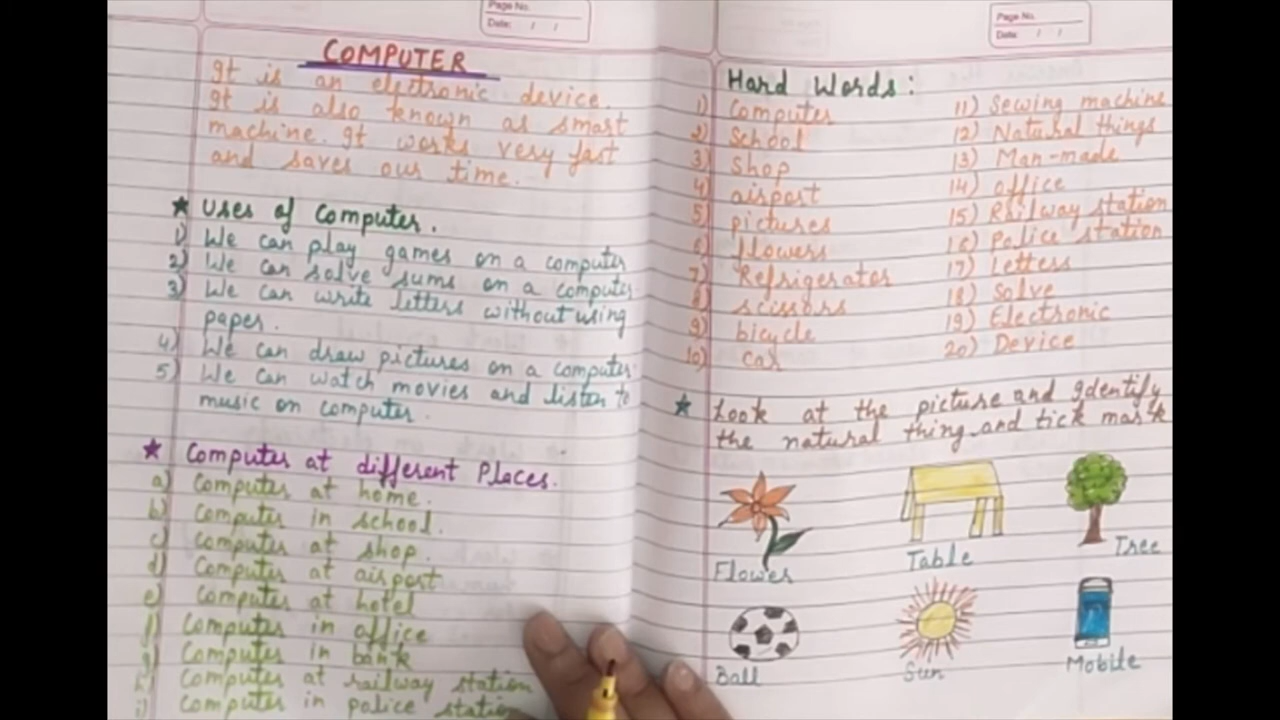 Page No.
Date: / /
COMPUTER
It is an electronic device.
It is also known as smart
machine. It works very fast
and saves our time.
★ Uses of Computer.
1) We can play games on a computer
2) We can solve sums on a computer
3) We can write letters without using
paper.
4) We can draw pictures on a computer.
5) We can watch movies and listen to
music on computer.
★ Computer at different Places.
a) Computer at home.
b) Computer in school.
c) Computer at shop.
d) Computer at airport
e) Computer at hotel
f) Computer in office
g) Computer in bank
h) Computer at railway station
i) Computer in police station
Page No.
Date: / /
Hard Words:
1) Computer
2) School
3) Shop
4) airport
5) pictures
6) flowers
7) Refrigerator
8) scissors
9) bicycle
10) car
11) Sewing machine
12) Natural things
13) Man-made
14) office
15) Railway station
16) Police station
17) Letters
18) Solve
19) Electronic
20) Device
★ Look at the picture and Identify
the natural thing and tick mark
Flower
Table
Tree
Ball
Sun
Mobile